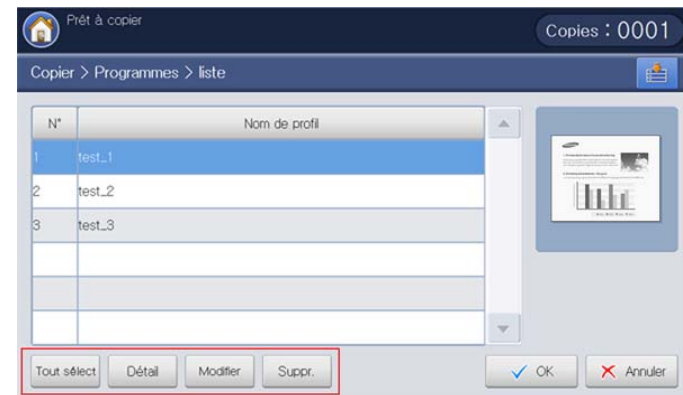 Prêt à copier
Copies : 0001
Copier > Programmes > liste
N° Nom de profil
1 test_1
2 test_2
3 test_3
Tout sélect Détail Modifier Suppr. OK Annuler